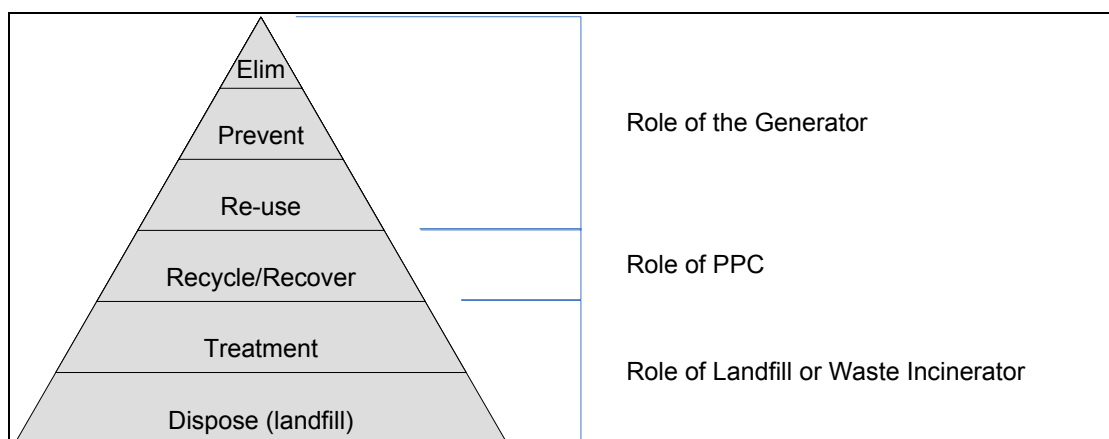 Elim
Prevent
Re-use
Recycle/Recover
Treatment
Dispose (landfill)
Role of the Generator
Role of PPC
Role of Landfill or Waste Incinerator